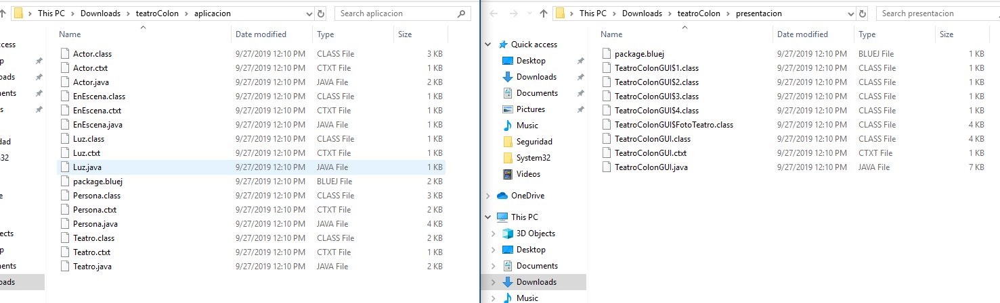 This PC > Downloads > teatroColon > aplicacion
Search aplicacion
Name Date modified Type Size
ccess
p
oads
ments
s
dad
m32
e
jects
p
ments
oads
Actor.class 9/27/2019 12:10 PM CLASS File 3 KB
Actor.ctxt 9/27/2019 12:10 PM CTXT File 1 KB
Actor.java 9/27/2019 12:10 PM JAVA File 2 KB
EnEscena.class 9/27/2019 12:10 PM CLASS File 1 KB
EnEscena.ctxt 9/27/2019 12:10 PM CTXT File 1 KB
EnEscena.java 9/27/2019 12:10 PM JAVA File 1 KB
Luz.class 9/27/2019 12:10 PM CLASS File 1 KB
Luz.ctxt 9/27/2019 12:10 PM CTXT File 1 KB
Luz.java 9/27/2019 12:10 PM JAVA File 1 KB
package.bluej 9/27/2019 12:10 PM BLUEJ File 2 KB
Persona.class 9/27/2019 12:10 PM CLASS File 3 KB
Persona.ctxt 9/27/2019 12:10 PM CTXT File 2 KB
Persona.java 9/27/2019 12:10 PM JAVA File 4 KB
Teatro.class 9/27/2019 12:10 PM CLASS File 2 KB
Teatro.ctxt 9/27/2019 12:10 PM CTXT File 1 KB
Teatro.java 9/27/2019 12:10 PM JAVA File 2 KB
This PC > Downloads > teatroColon > presentacion
Search presentacion
Quick access
Desktop
Downloads
Documents
Pictures
Music
Seguridad
System32
Videos
OneDrive
This PC
3D Objects
Desktop
Documents
Downloads
Music
Name Date modified Type Size
package.bluej 9/27/2019 12:10 PM BLUEJ File 1 KB
TeatroColonGUI$1.class 9/27/2019 12:10 PM CLASS File 1 KB
TeatroColonGUI$2.class 9/27/2019 12:10 PM CLASS File 1 KB
TeatroColonGUI$3.class 9/27/2019 12:10 PM CLASS File 1 KB
TeatroColonGUI$4.class 9/27/2019 12:10 PM CLASS File 1 KB
TeatroColonGUI$FotoTeatro.class 9/27/2019 12:10 PM CLASS File 4 KB
TeatroColonGUI.class 9/27/2019 12:10 PM CLASS File 4 KB
TeatroColonGUI.ctxt 9/27/2019 12:10 PM CTXT File 1 KB
TeatroColonGUI.java 9/27/2019 12:10 PM JAVA File 7 KB